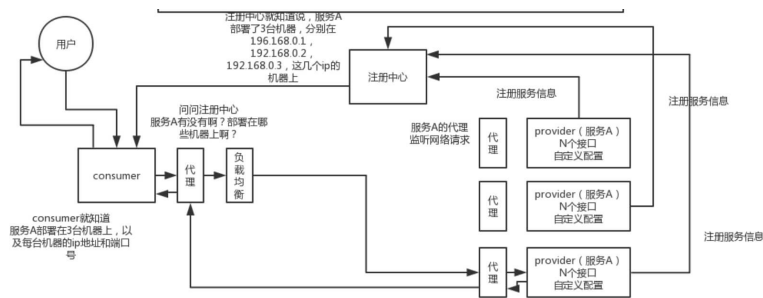 注册中心就知道说，服务A
部署了3台机器，分别在
196.168.0.1，
192.168.0.2，
192.168.0.3，这几个ip的
机器上
用户
注册中心
问问注册中心
服务A有没有啊？部署在哪
些机器上啊？
注册服务信息
注册服务信息
服务A的代理
监听网络请求
代
理
provider（服务A）
N个接口
自定义配置
consumer
代
理
负
载
均
衡
代
理
provider（服务A）
N个接口
自定义配置
consumer就知道
服务A部署在3台机器上，以
及每台机器的ip地址和端口
号
注册服务信息
代
理
provider（服务A）
N个接口
自定义配置